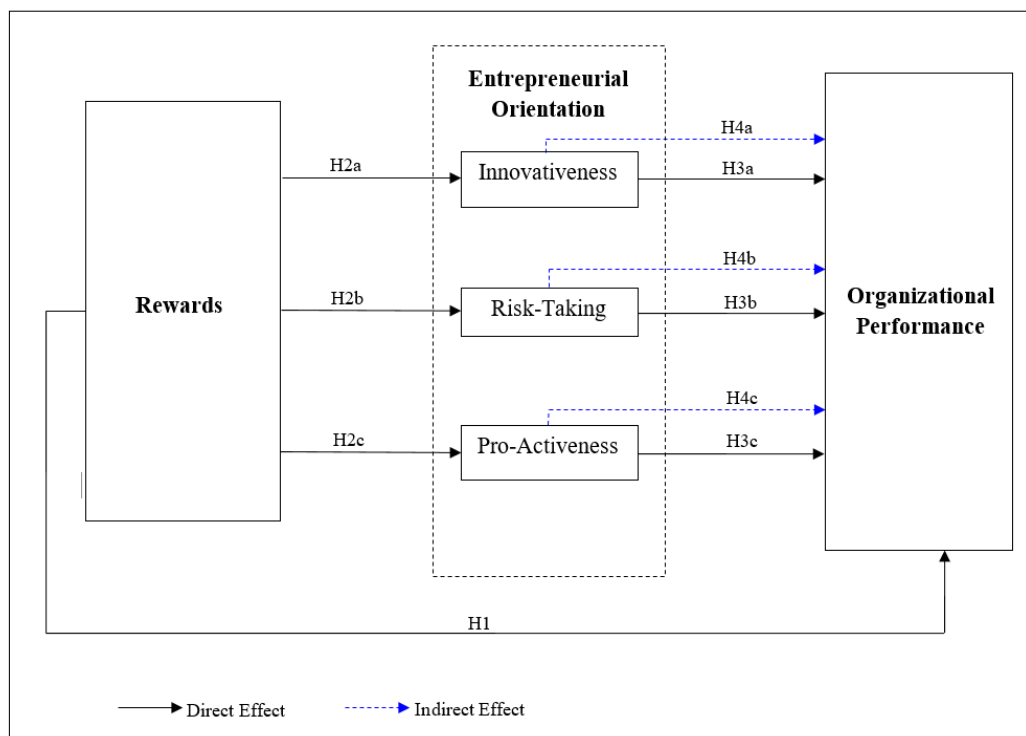 Entrepreneurial
Orientation
H4a
H2a
Innovativeness
H3a
H4b
Rewards
H2b
Risk-Taking
H3b
Organizational
Performance
H4c
H2c
Pro-Activeness
H3c
H1
Direct Effect
Indirect Effect